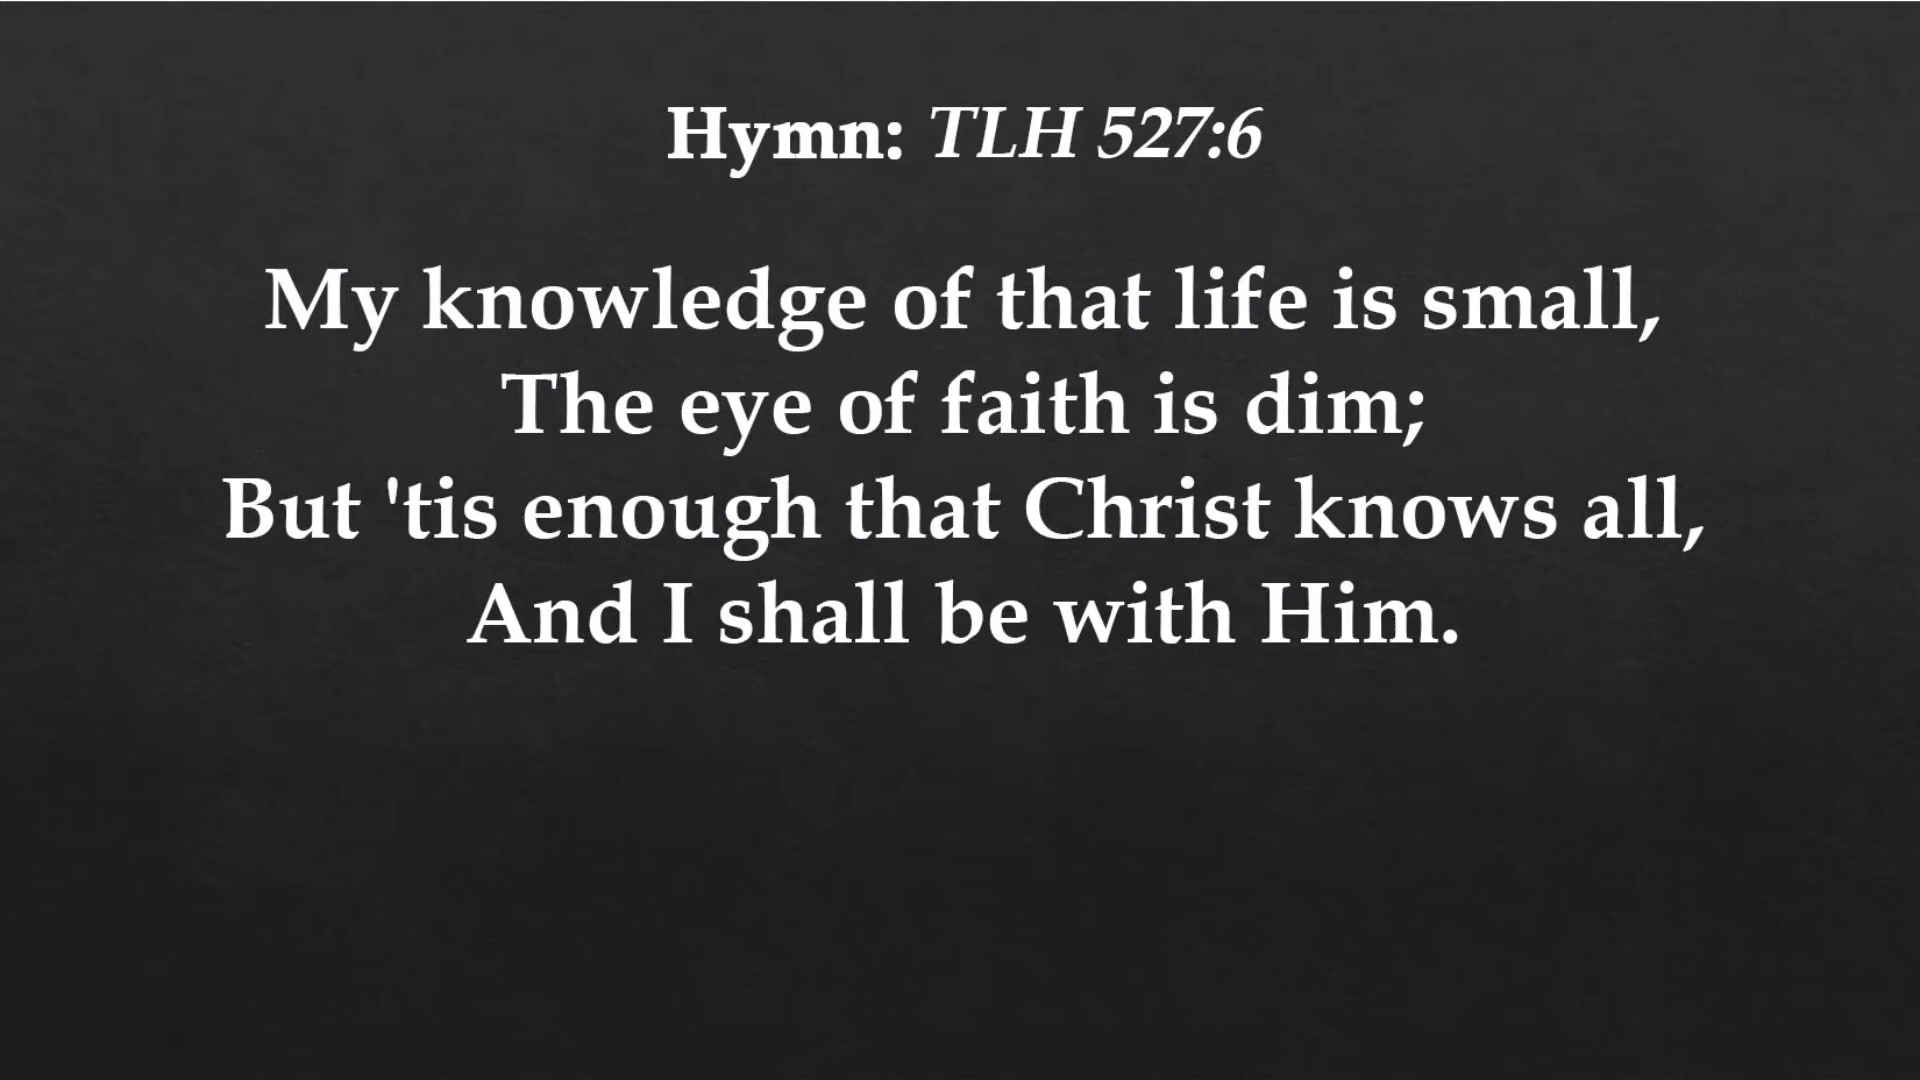 Hymn: TLH 527:6
My knowledge of that life is small,
The eye of faith is dim;
But 'tis enough that Christ knows all,
And I shall be with Him.